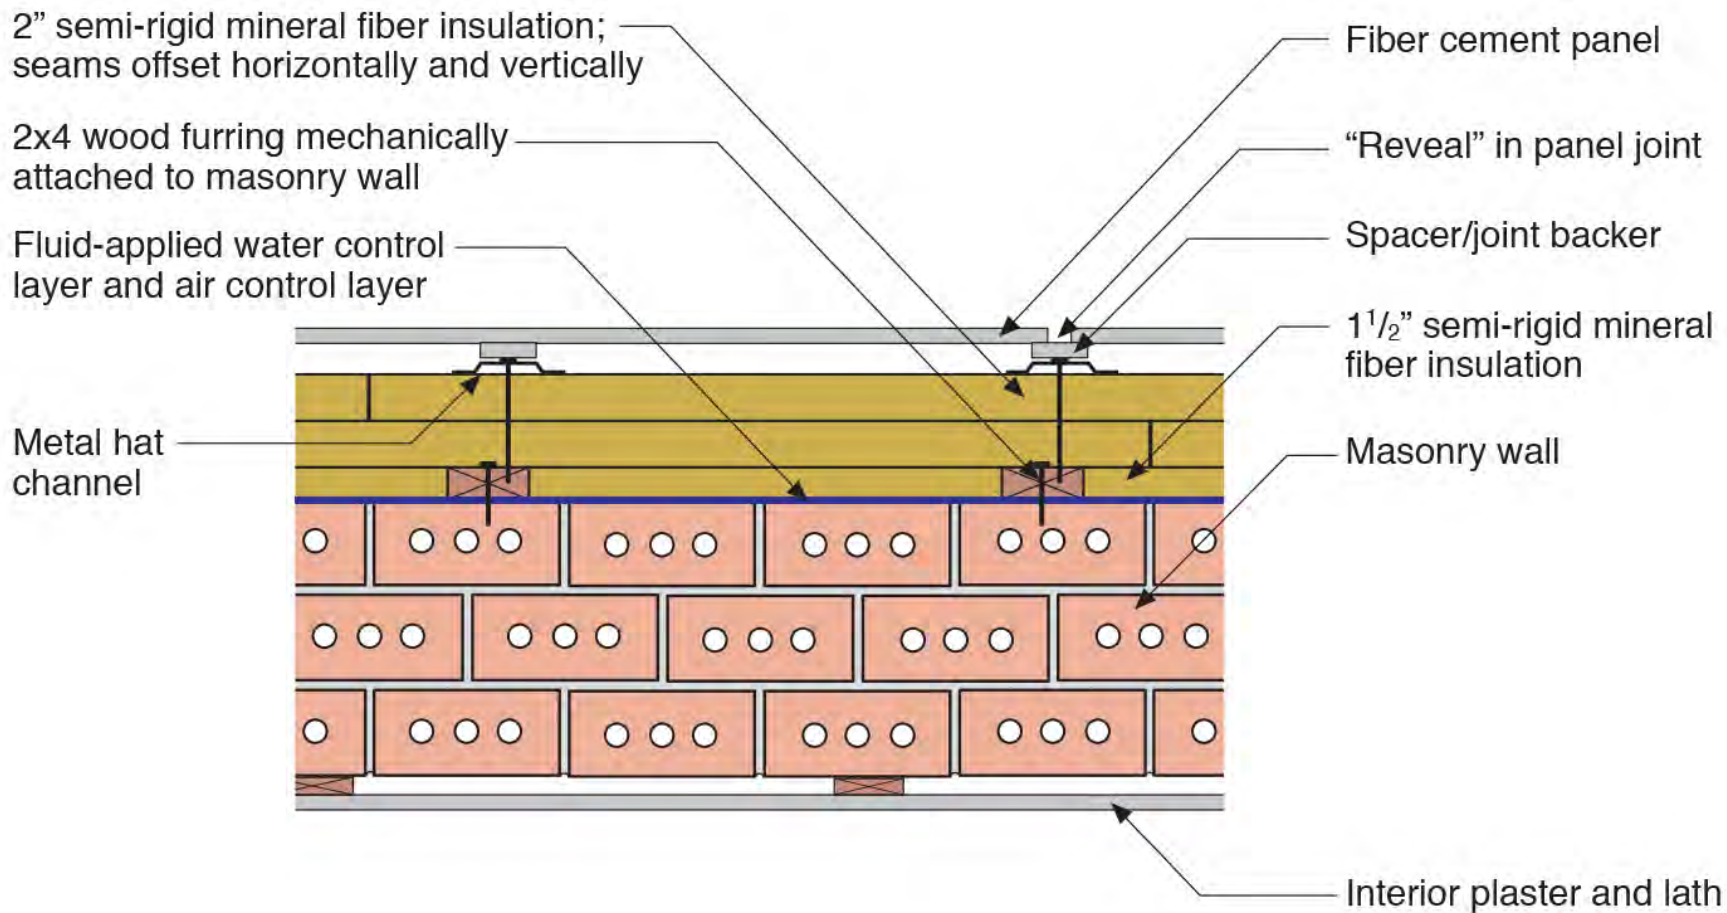 2” semi-rigid mineral fiber insulation;
seams offset horizontally and vertically
2x4 wood furring mechanically
attached to masonry wall
Fluid-applied water control
layer and air control layer
Metal hat
channel
Fiber cement panel
“Reveal” in panel joint
Spacer/joint backer
1 1/2” semi-rigid mineral
fiber insulation
Masonry wall
Interior plaster and lath